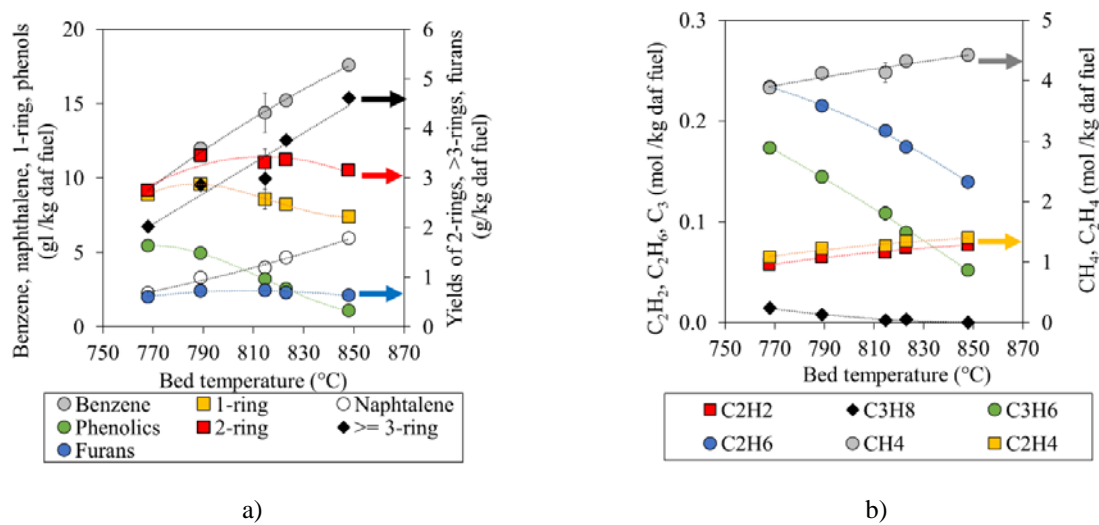 Benzene, naphthalene, 1-ring, phenols
(gl /kg daf fuel)
20
15
10
5
0
6
5
4
3
2
1
0
Yields of 2-rings, >3-rings, furans
(g/kg daf fuel)
750 770 790 810 830 850 870
Bed temperature (°C)
Benzene 1-ring Naphtalene
Phenolics 2-ring >= 3-ring
Furans
a)
C₂H₂, C₂H₆, C₃ (mol /kg daf fuel)
0.3
0.2
0.1
0.0
5
4
3
2
1
0
CH₄, C₂H₄ (mol /kg daf fuel)
750 770 790 810 830 850 870
Bed temperature (°C)
C2H2 C3H8 C3H6
C2H6 CH4 C2H4
b)